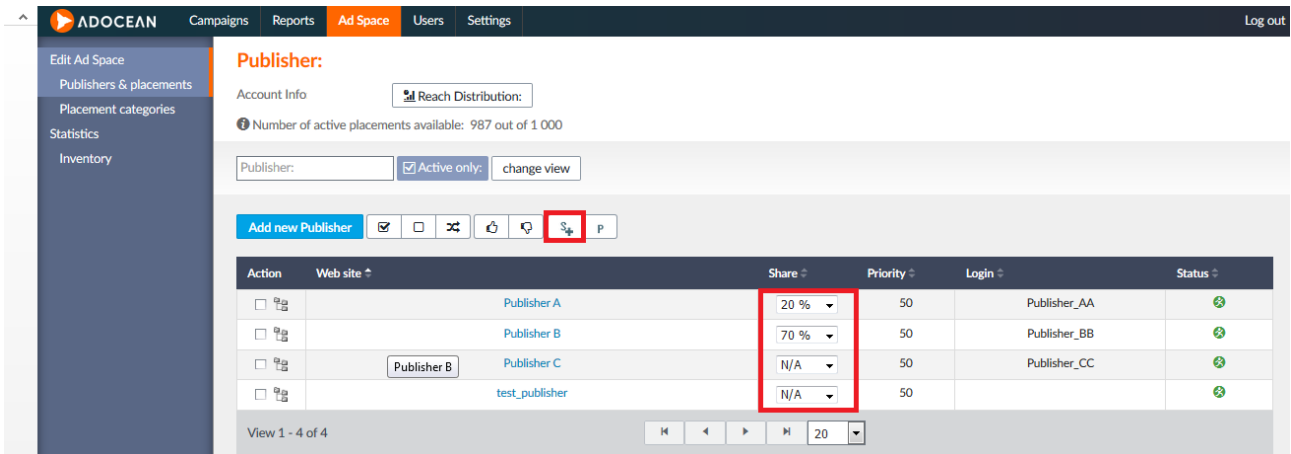 ADOCEAN Campaigns Reports Ad Space Users Settings Log out
Edit Ad Space
Publishers & placements
Placement categories
Statistics
Inventory
Publisher:
Account Info Reach Distribution:
Number of active placements available: 987 out of 1 000
Publisher: Active only: change view
Add new Publisher S P
Action Web site Share Priority Login Status
Publisher A 20 % 50 Publisher_AA
Publisher B 70 % 50 Publisher_BB
Publisher B Publisher C N/A 50 Publisher_CC
test_publisher N/A 50
View 1 - 4 of 4 20